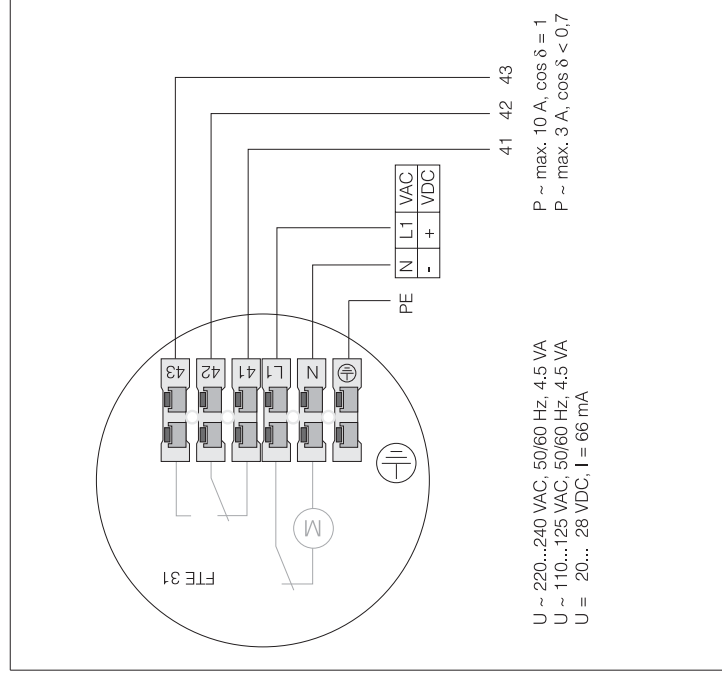 43
42
41
VAC
VDC
L1
+
N
-
PE
43
42
41
L1
N
M
FTE 31
P ~ max. 10 A, cos δ = 1
P ~ max. 3 A, cos δ < 0,7
U ~ 220...240 VAC, 50/60 Hz, 4.5 VA
U ~ 110...125 VAC, 50/60 Hz, 4.5 VA
U = 20... 28 VDC, I = 66 mA